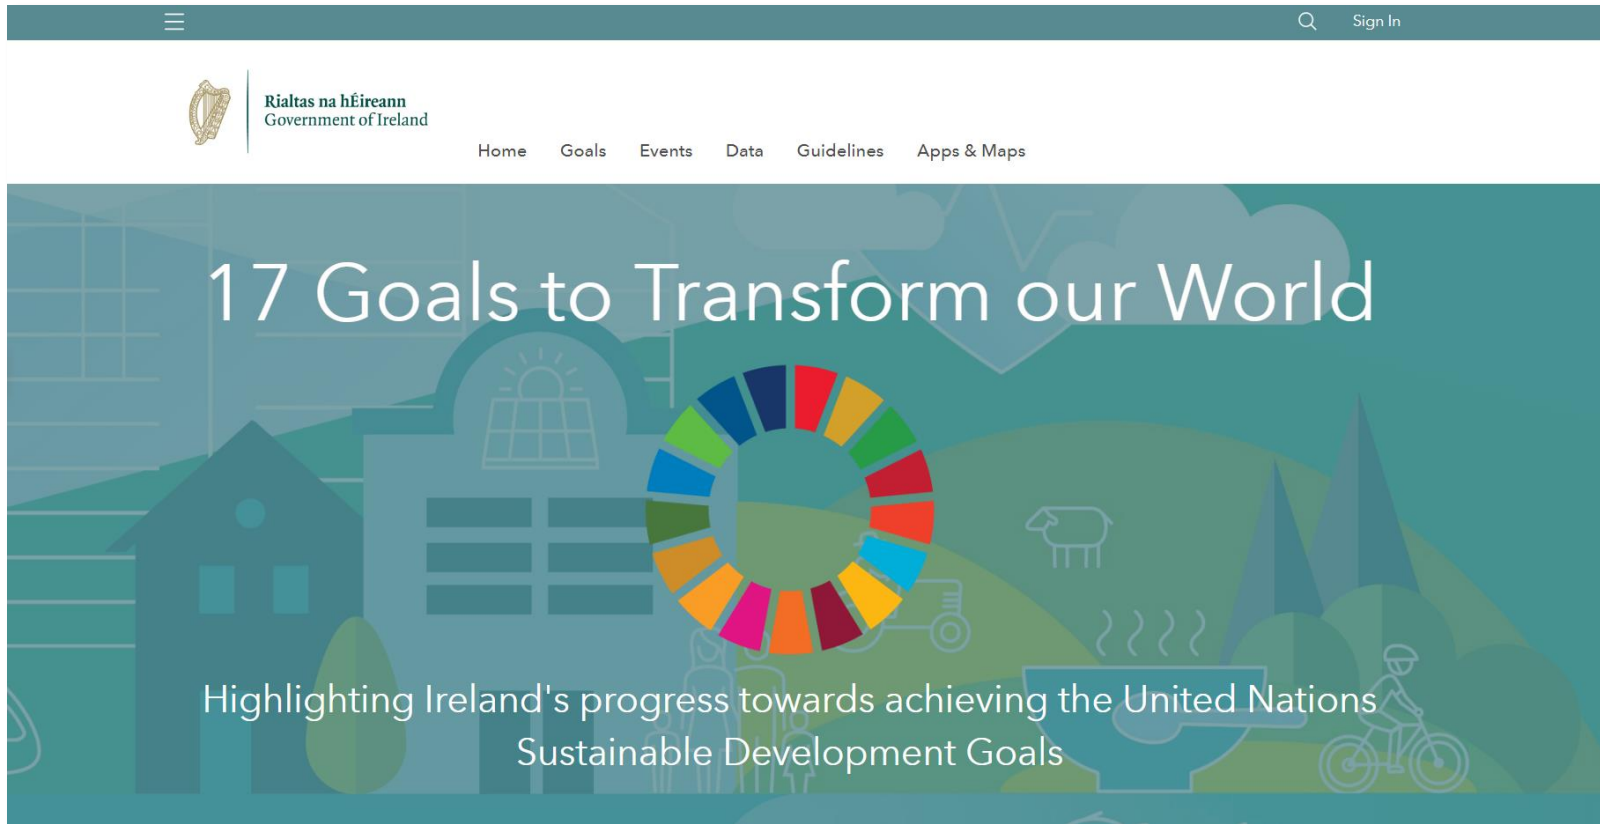 Sign In
Rialtas na hÉireann
Government of Ireland
Home Goals Events Data Guidelines Apps & Maps
17 Goals to Transform our World
Highlighting Ireland's progress towards achieving the United Nations
Sustainable Development Goals